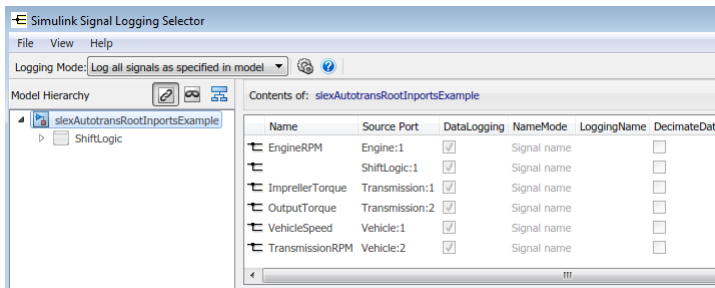 Simulink Signal Logging Selector
File View Help
Logging Mode: Log all signals as specified in model
Model Hierarchy
Contents of: slexAutotransRootInportsExample
slexAutotransRootInportsExample
ShiftLogic
Name Source Port DataLogging NameMode LoggingName DecimateDat
EngineRPM Engine:1 Signal name
ShiftLogic:1 Signal name
ImprellerTorque Transmission:1 Signal name
OutputTorque Transmission:2 Signal name
VehicleSpeed Vehicle:1 Signal name
TransmissionRPM Vehicle:2 Signal name